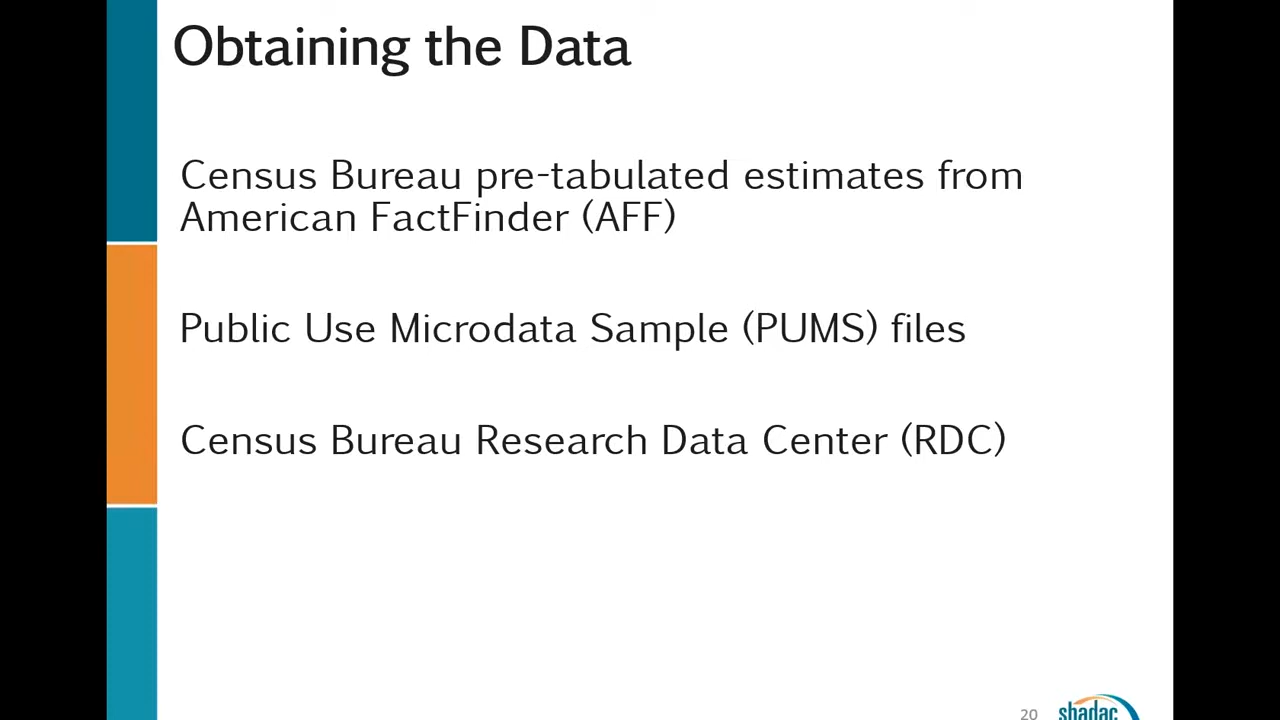 Obtaining the Data
Census Bureau pre-tabulated estimates from
American FactFinder (AFF)
Public Use Microdata Sample (PUMS) files
Census Bureau Research Data Center (RDC)
20
shadac